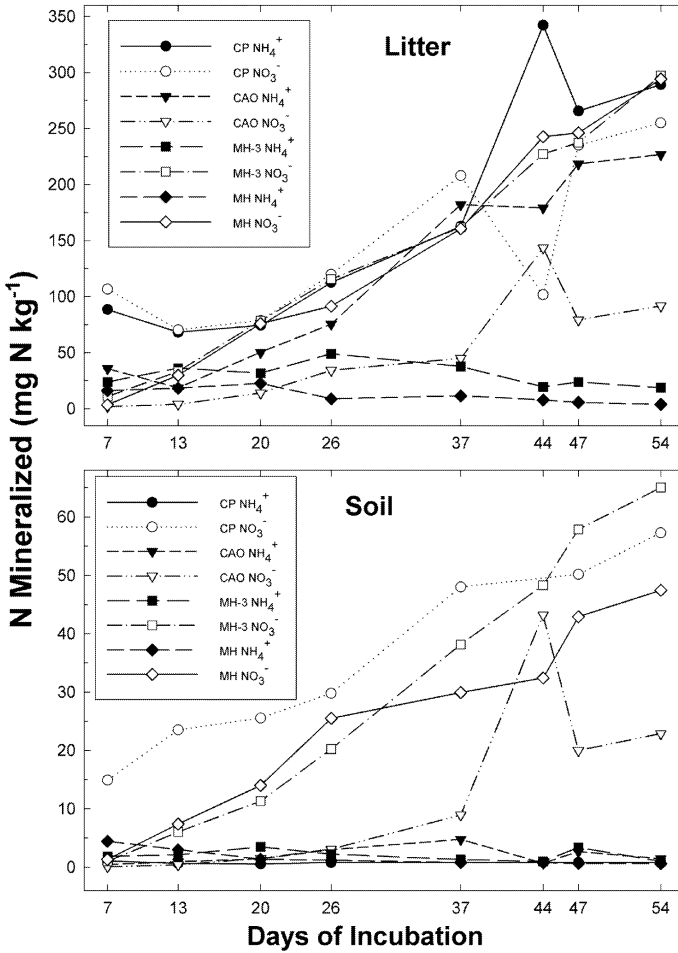 N Mineralized (mg N kg⁻¹)
Litter
350
300
250
200
150
100
50
0
CP NH₄⁺
CP NO₃⁻
CAO NH₄⁺
CAO NO₃⁻
MH-3 NH₄⁺
MH-3 NO₃⁻
MH NH₄⁺
MH NO₃⁻
7 13 20 26 37 44 47 54
Soil
60
50
40
30
20
10
0
CP NH₄⁺
CP NO₃⁻
CAO NH₄⁺
CAO NO₃⁻
MH-3 NH₄⁺
MH-3 NO₃⁻
MH NH₄⁺
MH NO₃⁻
7 13 20 26 37 44 47 54
Days of Incubation